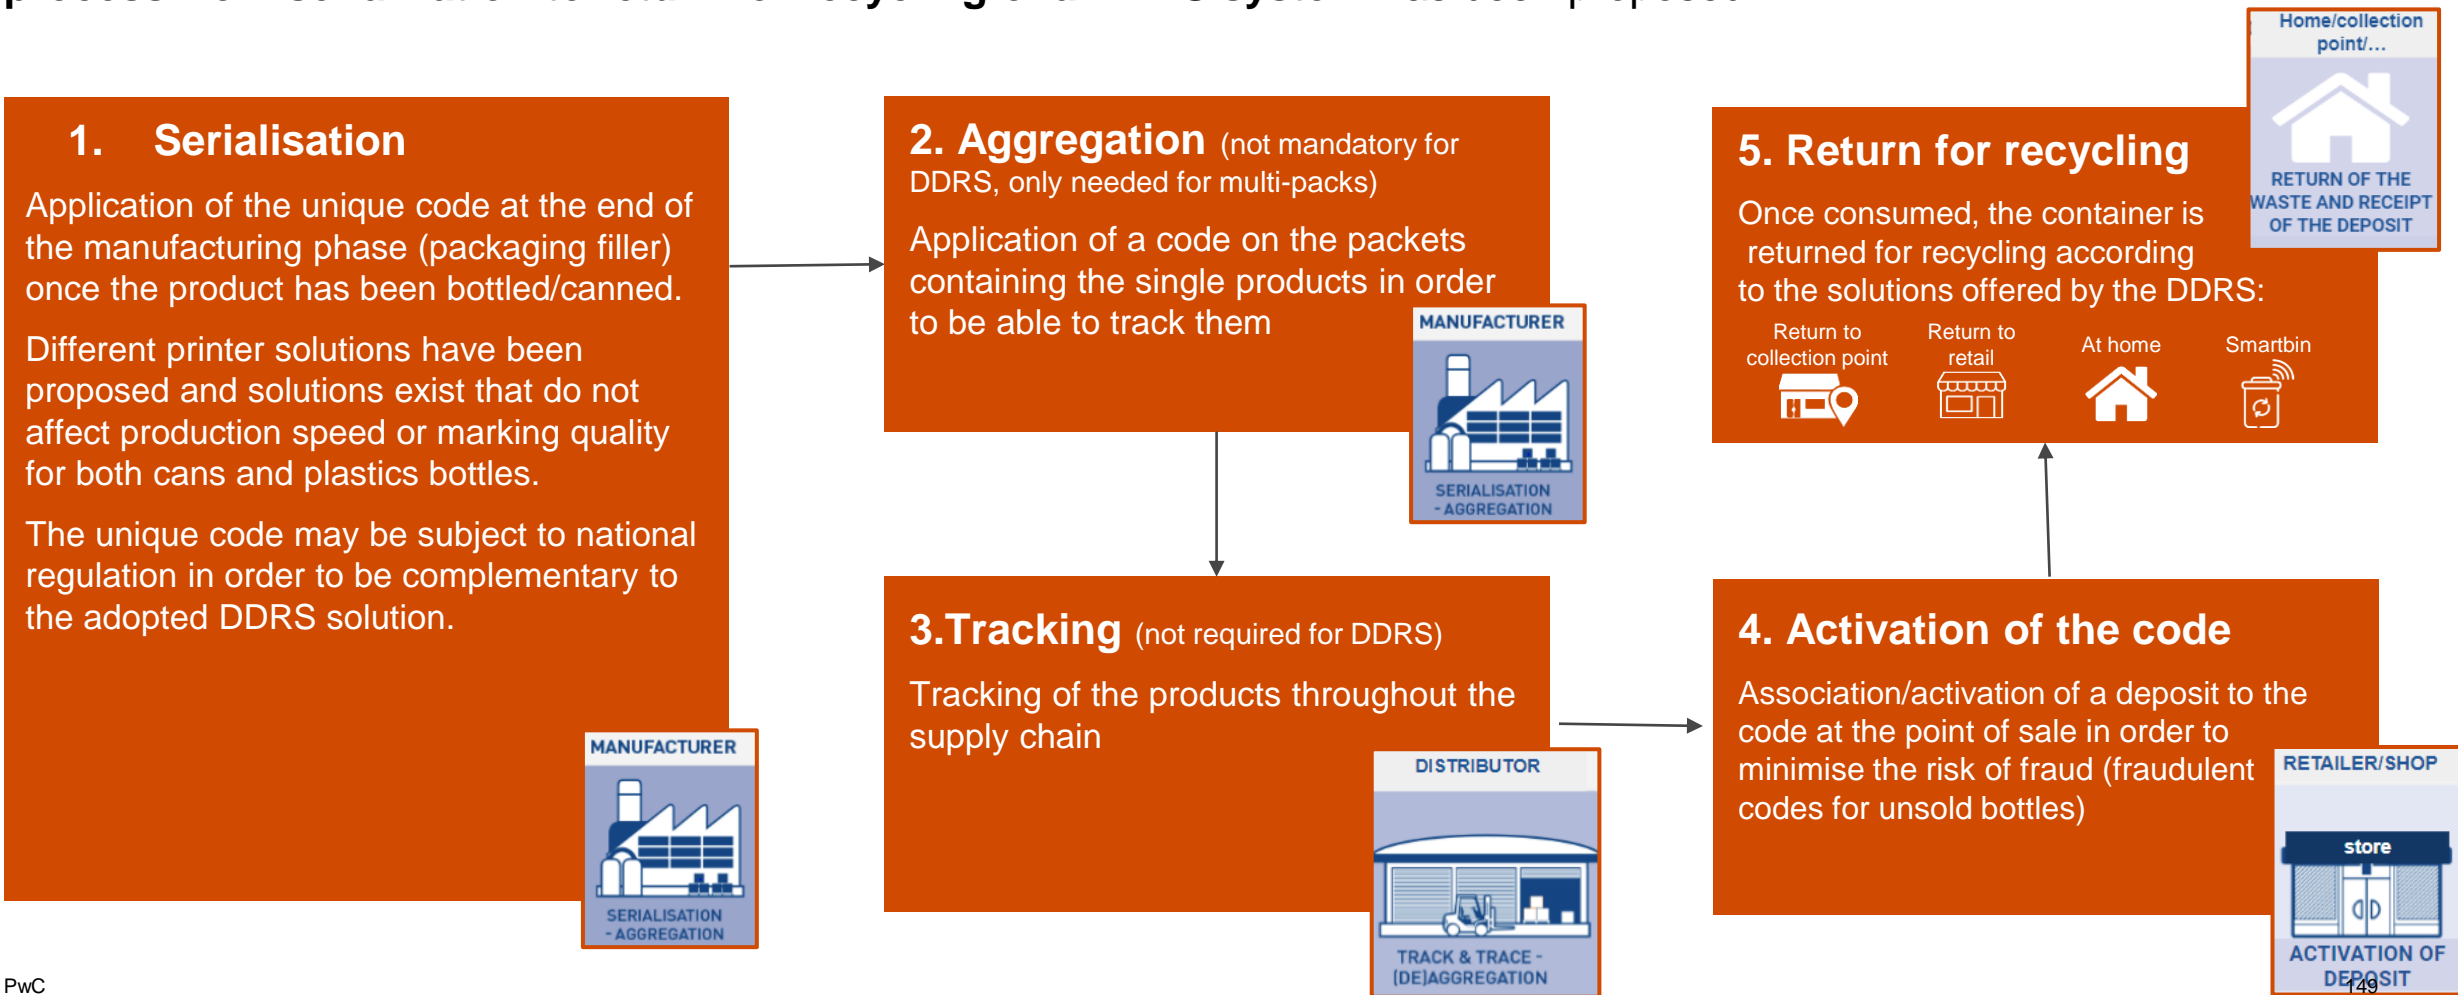 1. Serialisation
Application of the unique code at the end of
the manufacturing phase (packaging filler)
once the product has been bottled/canned.
Different printer solutions have been
proposed and solutions exist that do not
affect production speed or marking quality
for both cans and plastics bottles.
The unique code may be subject to national
regulation in order to be complementary to
the adopted DDRS solution.
MANUFACTURER
SERIALISATION
- AGGREGATION
2. Aggregation (not mandatory for
DDRS, only needed for multi-packs)
Application of a code on the packets
containing the single products in order
to be able to track them
MANUFACTURER
SERIALISATION
- AGGREGATION
3.Tracking (not required for DDRS)
Tracking of the products throughout the
supply chain
DISTRIBUTOR
TRACK & TRACE -
(DE)AGGREGATION
4. Activation of the code
Association/activation of a deposit to the
code at the point of sale in order to
minimise the risk of fraud (fraudulent
codes for unsold bottles)
RETAILER/SHOP
store
ACTIVATION OF
DEPOSIT
5. Return for recycling
Once consumed, the container is
returned for recycling according
to the solutions offered by the DDRS:
Return to
collection point
Return to
retail
At home
Smartbin
Home/collection
point/...
RETURN OF THE
WASTE AND RECEIPT
OF THE DEPOSIT
PwC
149